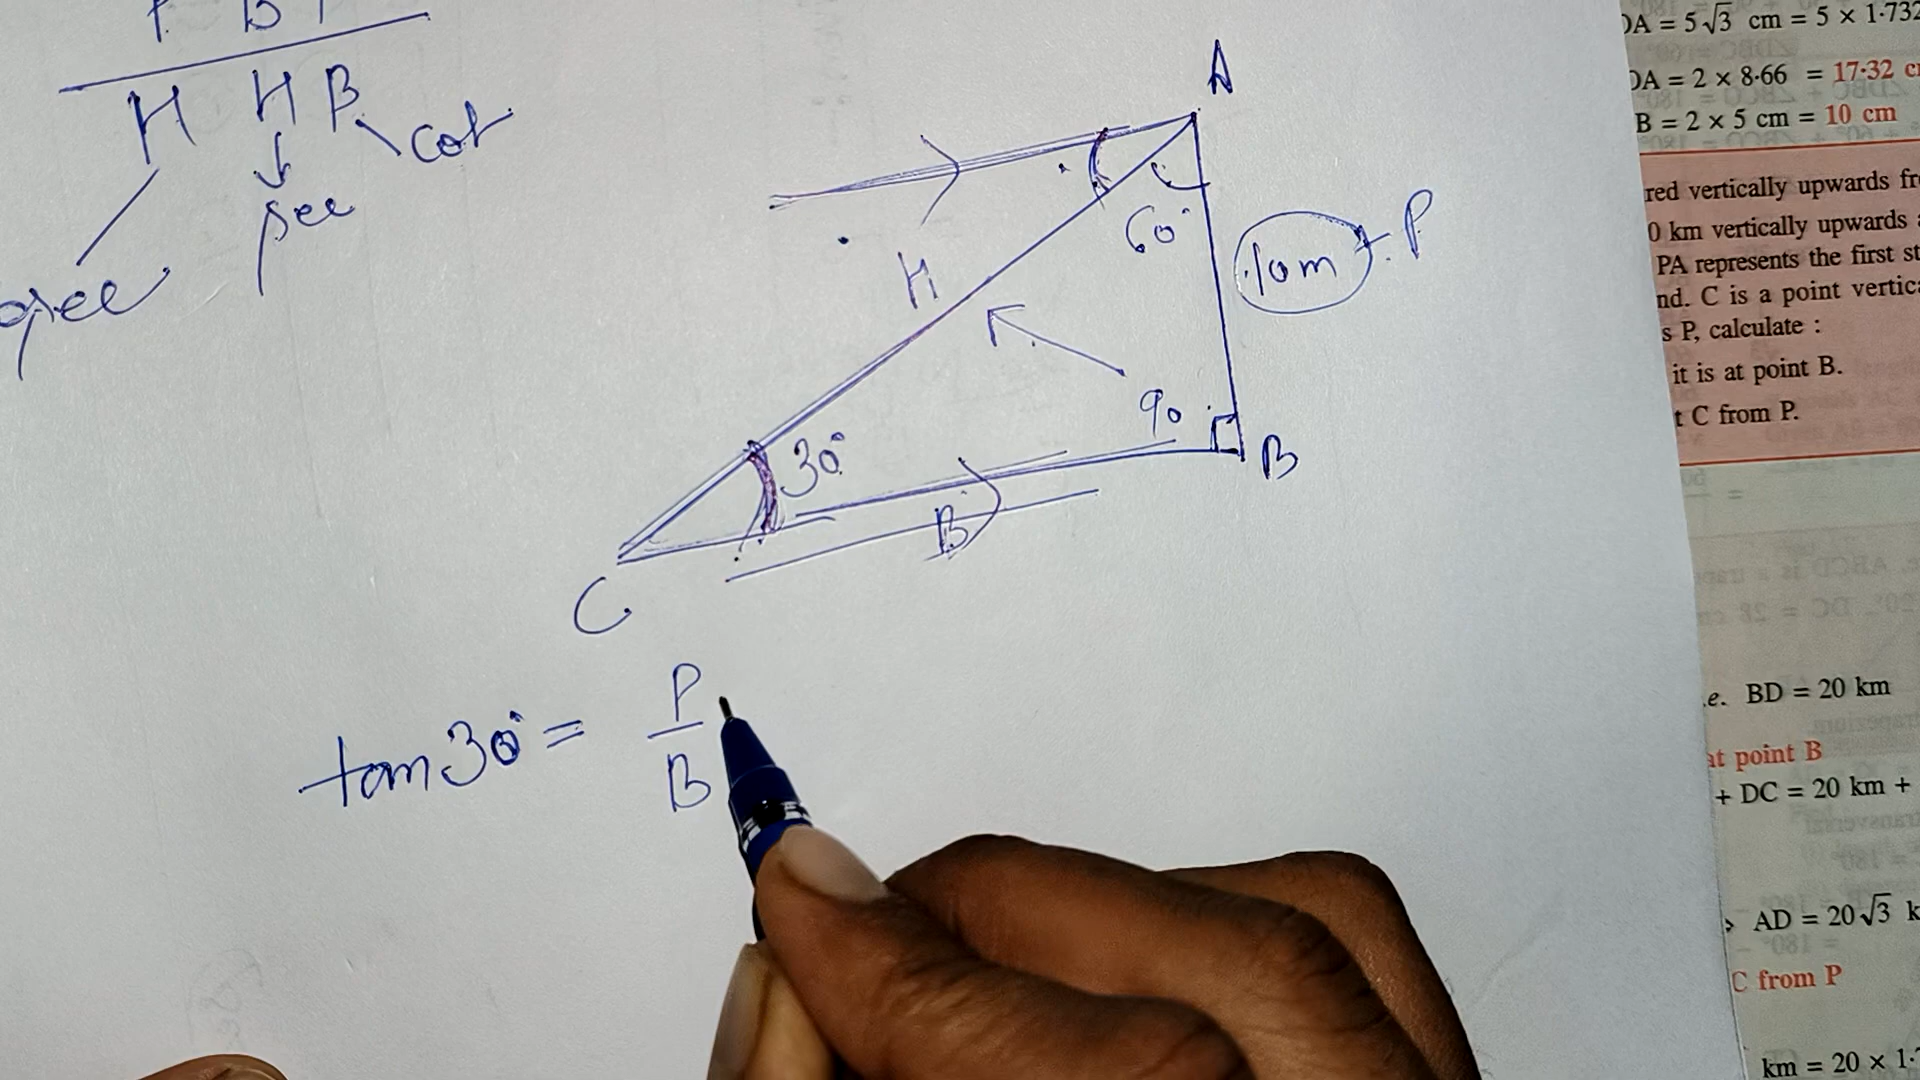 P B P
H H B
cot
sec
A
60°
10m P
H
90
30°
B
B
C
tan 30° = P/B
DA = 5√3 cm = 5 × 1·732
DA = 2 × 8·66 = 17·32 c
B = 2 × 5 cm = 10 cm
red vertically upwards fr
0 km vertically upwards
PA represents the first st
nd. C is a point vertic
s P, calculate :
it is at point B.
t C from P.
.e. BD = 20 km
at point B
+ DC = 20 km +
AD = 20√3 k
C from P
km = 20 × 1·